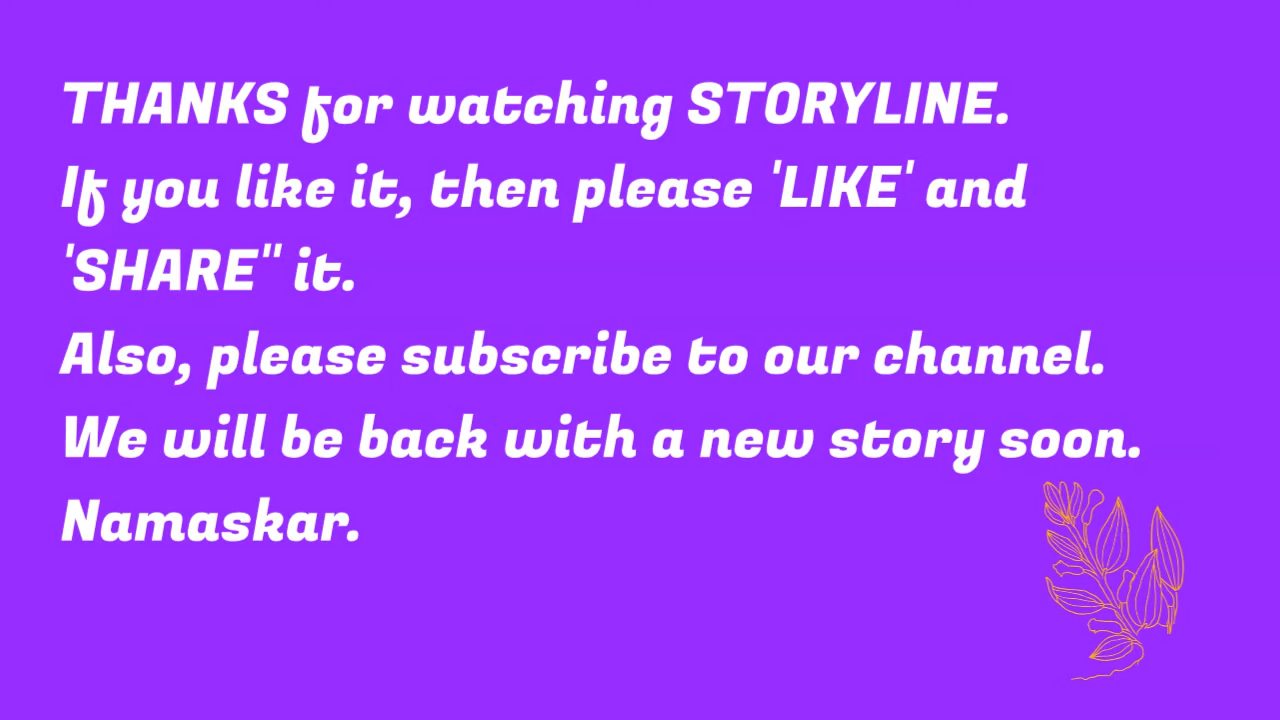 THANKS for watching STORYLINE.
If you like it, then please 'LIKE' and
'SHARE" it.
Also, please subscribe to our channel.
We will be back with a new story soon.
Namaskar.